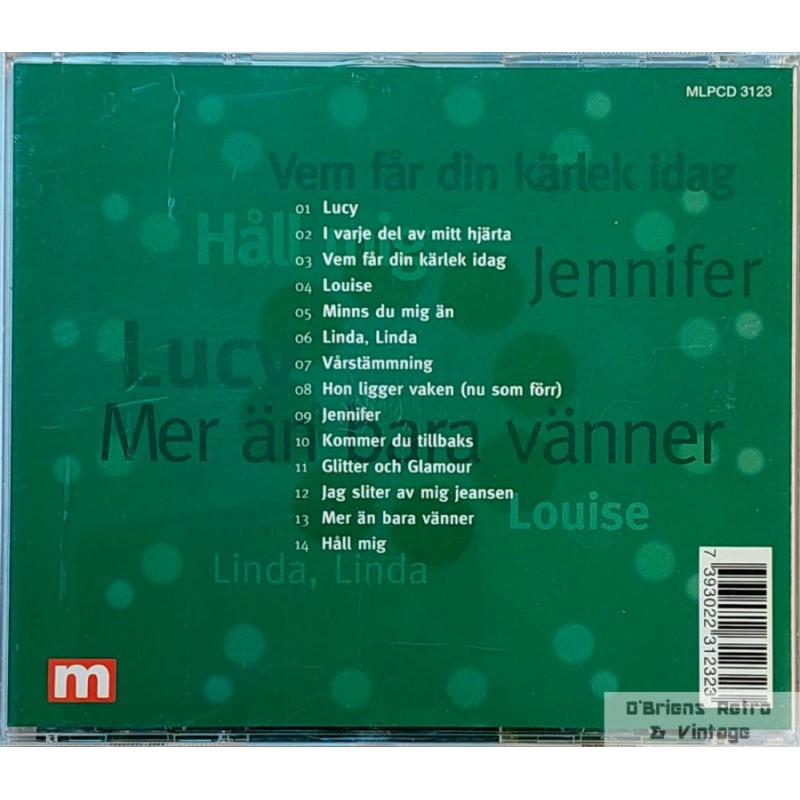 MLPCD 3123
Vem får din kärlek idag
Håll mig
Jennifer
Lucy
Mer än bara vänner
Louise
Linda, Linda
01 Lucy
02 I varje del av mitt hjärta
03 Vem får din kärlek idag
04 Louise
05 Minns du mig än
06 Linda, Linda
07 Vårstämmning
08 Hon ligger vaken (nu som förr)
09 Jennifer
10 Kommer du tillbaks
11 Glitter och Glamour
12 Jag sliter av mig jeansen
13 Mer än bara vänner
14 Håll mig
m
7 393022 312323
O'Briens Retro
& Vintage